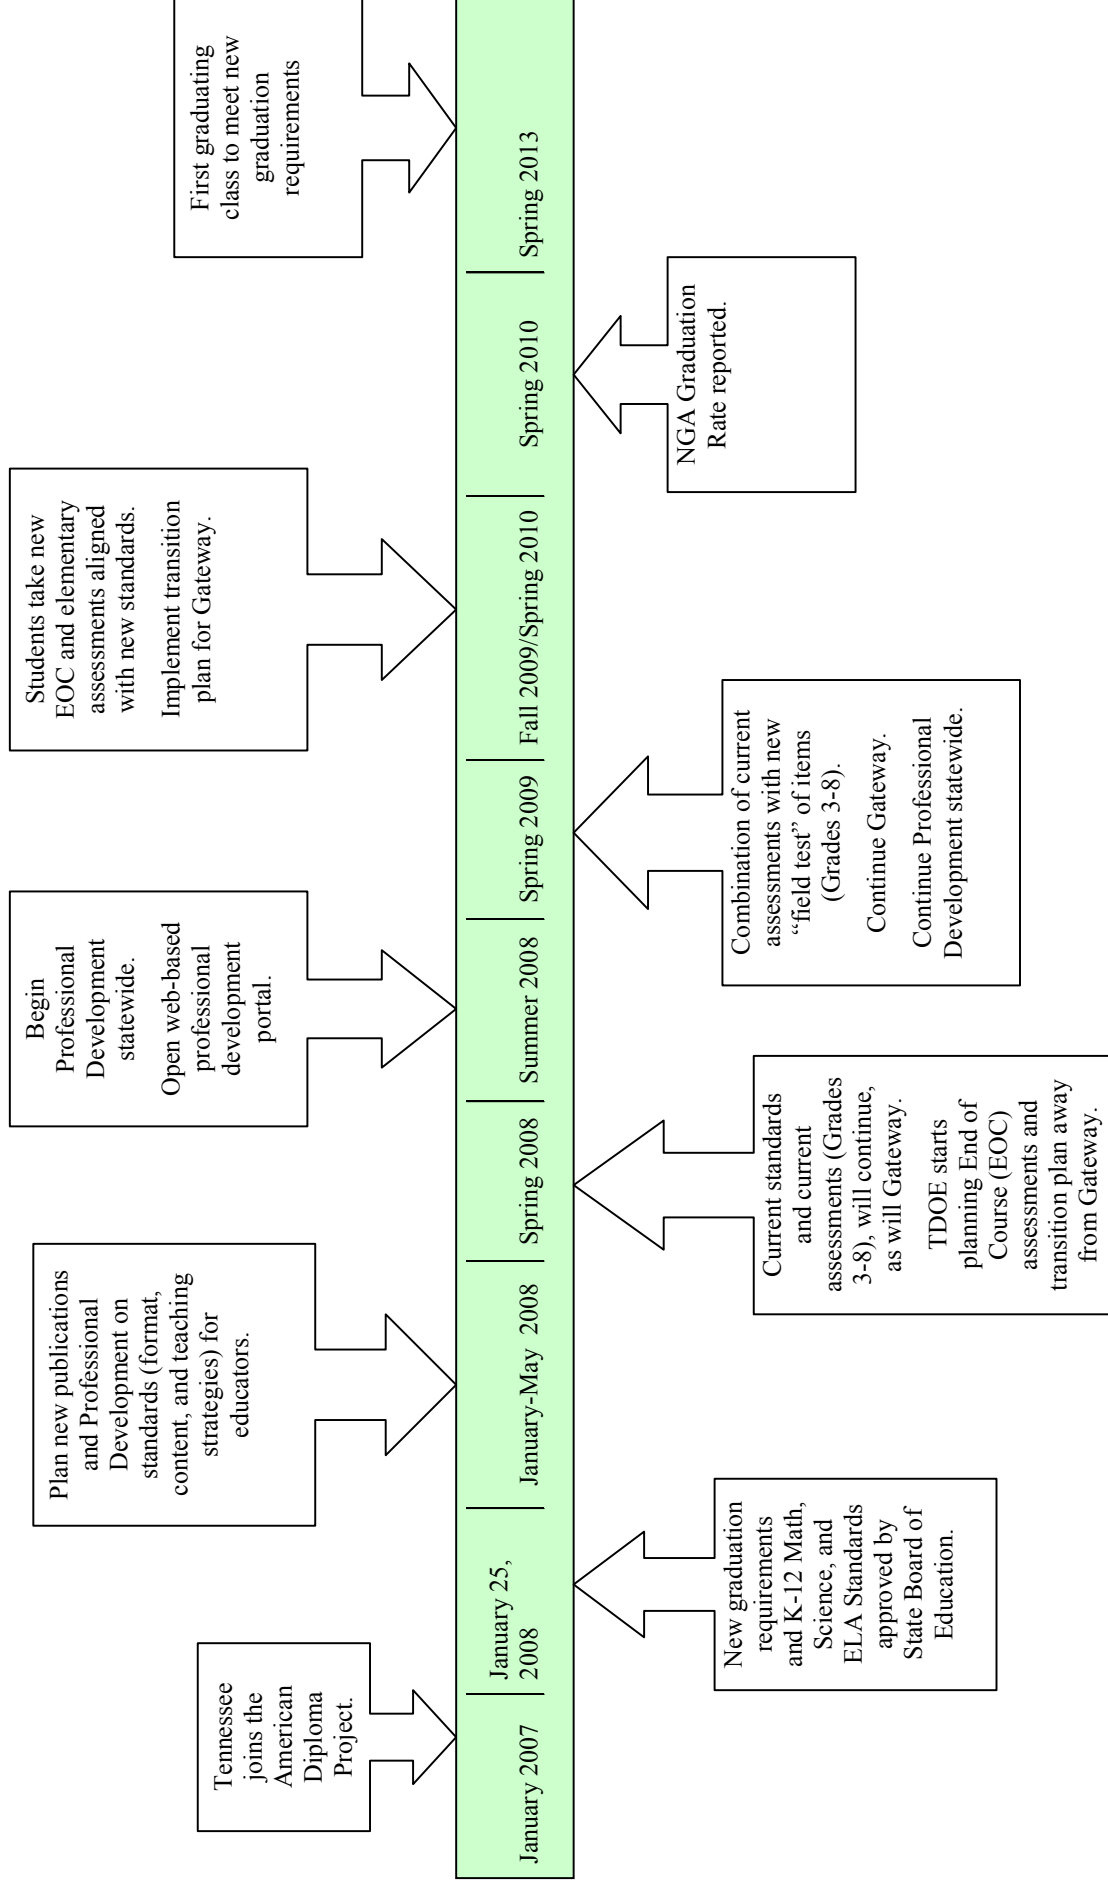 Tennessee
joins the
American
Diploma
Project.
January 2007
New graduation
requirements
and K-12 Math,
Science, and
ELA Standards
approved by
State Board of
Education.
January 25,
2008
Plan new publications
and Professional
Development on
standards (format,
content, and teaching
strategies) for
educators.
January-May 2008
Current standards
and current
assessments (Grades
3-8), will continue,
as will Gateway.
TDOE starts
planning End of
Course (EOC)
assessments and
transition plan away
from Gateway.
Spring 2008
Begin
Professional
Development
statewide.
Open web-based
professional
development
portal.
Summer 2008
Combination of current
assessments with new
“field test” of items
(Grades 3-8).
Continue Gateway.
Continue Professional
Development statewide.
Spring 2009
Students take new
EOC and elementary
assessments aligned
with new standards.
Implement transition
plan for Gateway.
Fall 2009/Spring 2010
NGA Graduation
Rate reported.
Spring 2010
First graduating
class to meet new
graduation
requirements
Spring 2013